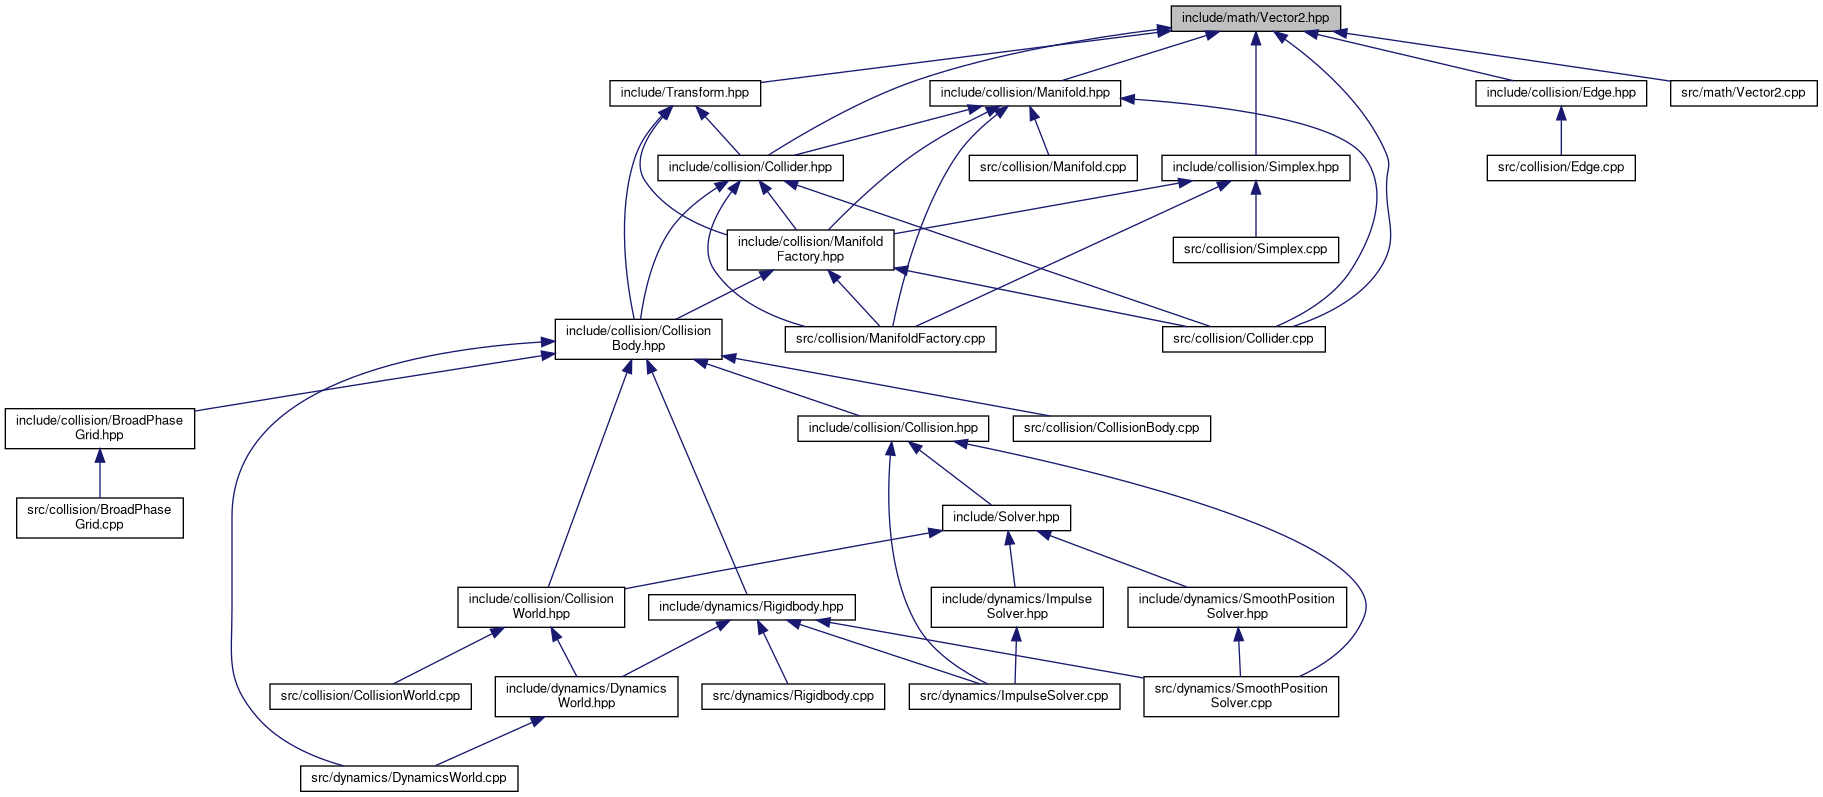 include/math/Vector2.hpp
include/Transform.hpp
include/collision/Manifold.hpp
include/collision/Edge.hpp
src/math/Vector2.cpp
include/collision/Collider.hpp
src/collision/Manifold.cpp
include/collision/Simplex.hpp
src/collision/Edge.cpp
include/collision/Manifold
Factory.hpp
src/collision/Simplex.cpp
include/collision/Collision
Body.hpp
src/collision/ManifoldFactory.cpp
src/collision/Collider.cpp
include/collision/BroadPhase
Grid.hpp
include/collision/Collision.hpp
src/collision/CollisionBody.cpp
src/collision/BroadPhase
Grid.cpp
include/Solver.hpp
include/collision/Collision
World.hpp
include/dynamics/Rigidbody.hpp
include/dynamics/Impulse
Solver.hpp
include/dynamics/SmoothPosition
Solver.hpp
src/collision/CollisionWorld.cpp
include/dynamics/Dynamics
World.hpp
src/dynamics/Rigidbody.cpp
src/dynamics/ImpulseSolver.cpp
src/dynamics/SmoothPosition
Solver.cpp
src/dynamics/DynamicsWorld.cpp